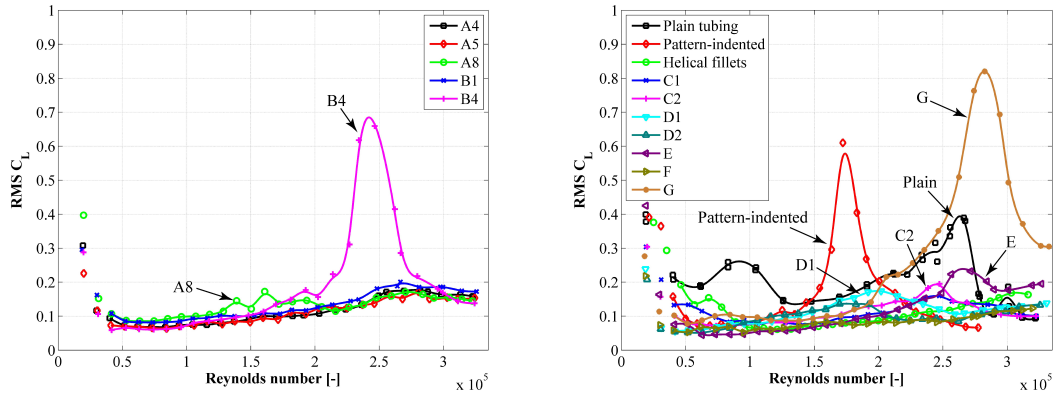 1
0.9
0.8
0.7
0.6
0.5
0.4
0.3
0.2
0.1
0
RMS C_L
0 0.5 1 1.5 2 2.5 3
x 10^5
Reynolds number [-]
A4
A5
A8
B1
B4
B4
A8
1
0.9
0.8
0.7
0.6
0.5
0.4
0.3
0.2
0.1
0
RMS C_L
0 0.5 1 1.5 2 2.5 3
x 10^5
Reynolds number [-]
Plain tubing
Pattern-indented
Helical fillets
C1
C2
D1
D2
E
F
G
G
Plain
Pattern-indented
C2
E
D1